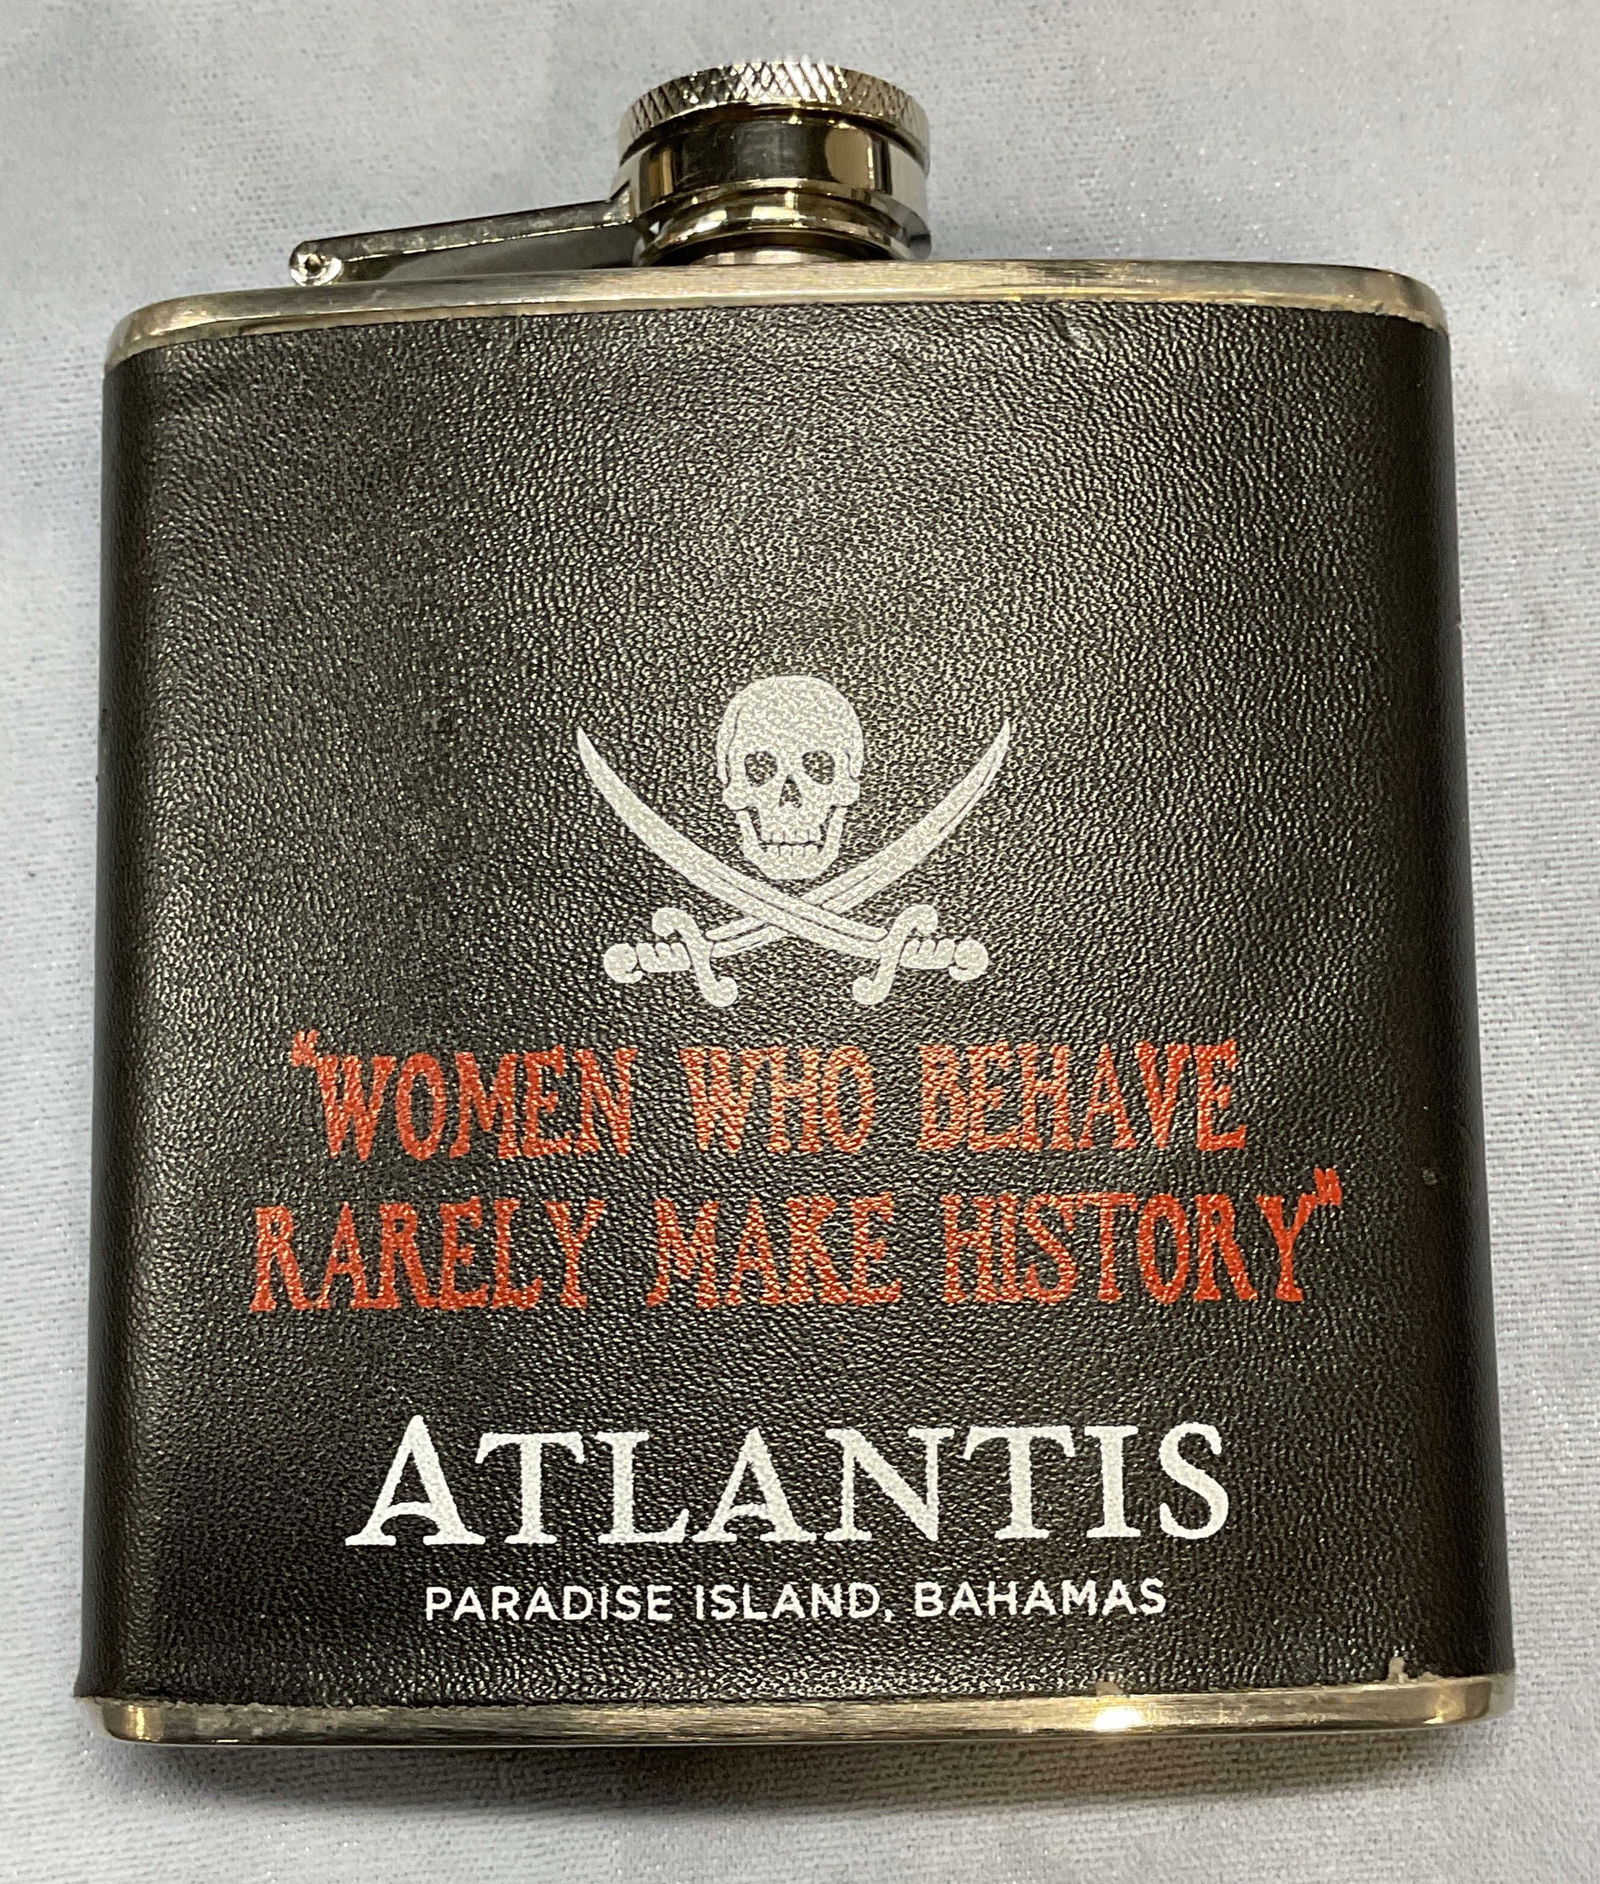 “WOMEN WHO BEHAVE
RARELY MAKE HISTORY”
ATLANTIS
PARADISE ISLAND, BAHAMAS